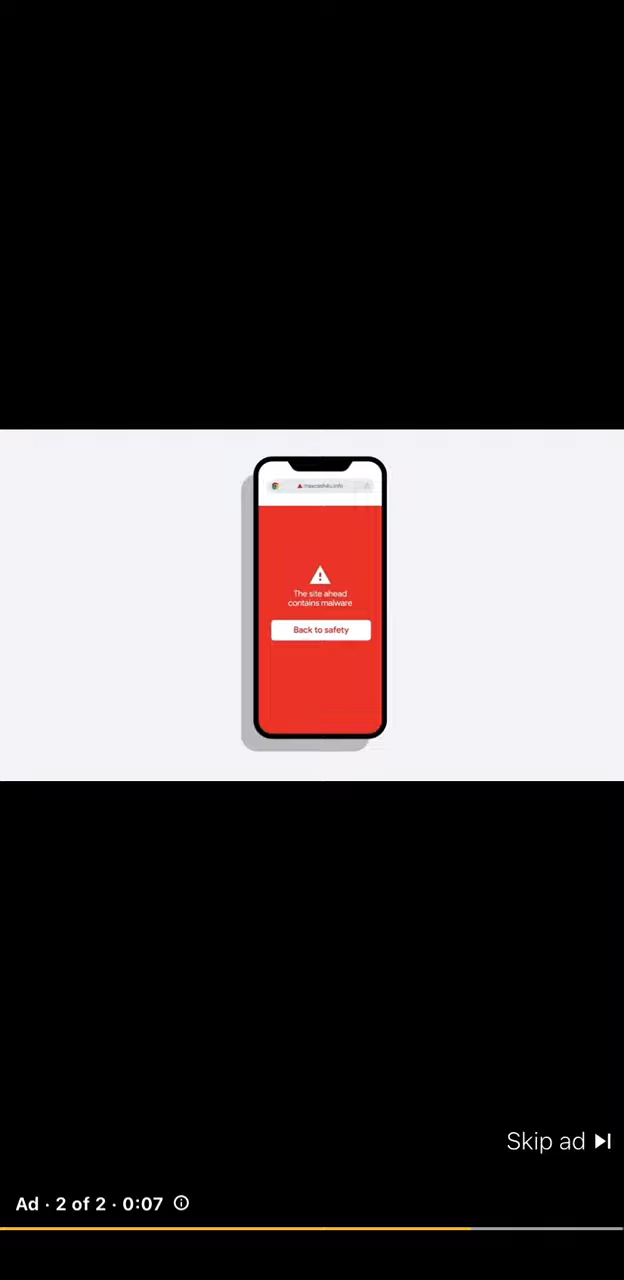 The site ahead
contains malware
Back to safety
Skip ad
Ad · 2 of 2 · 0:07